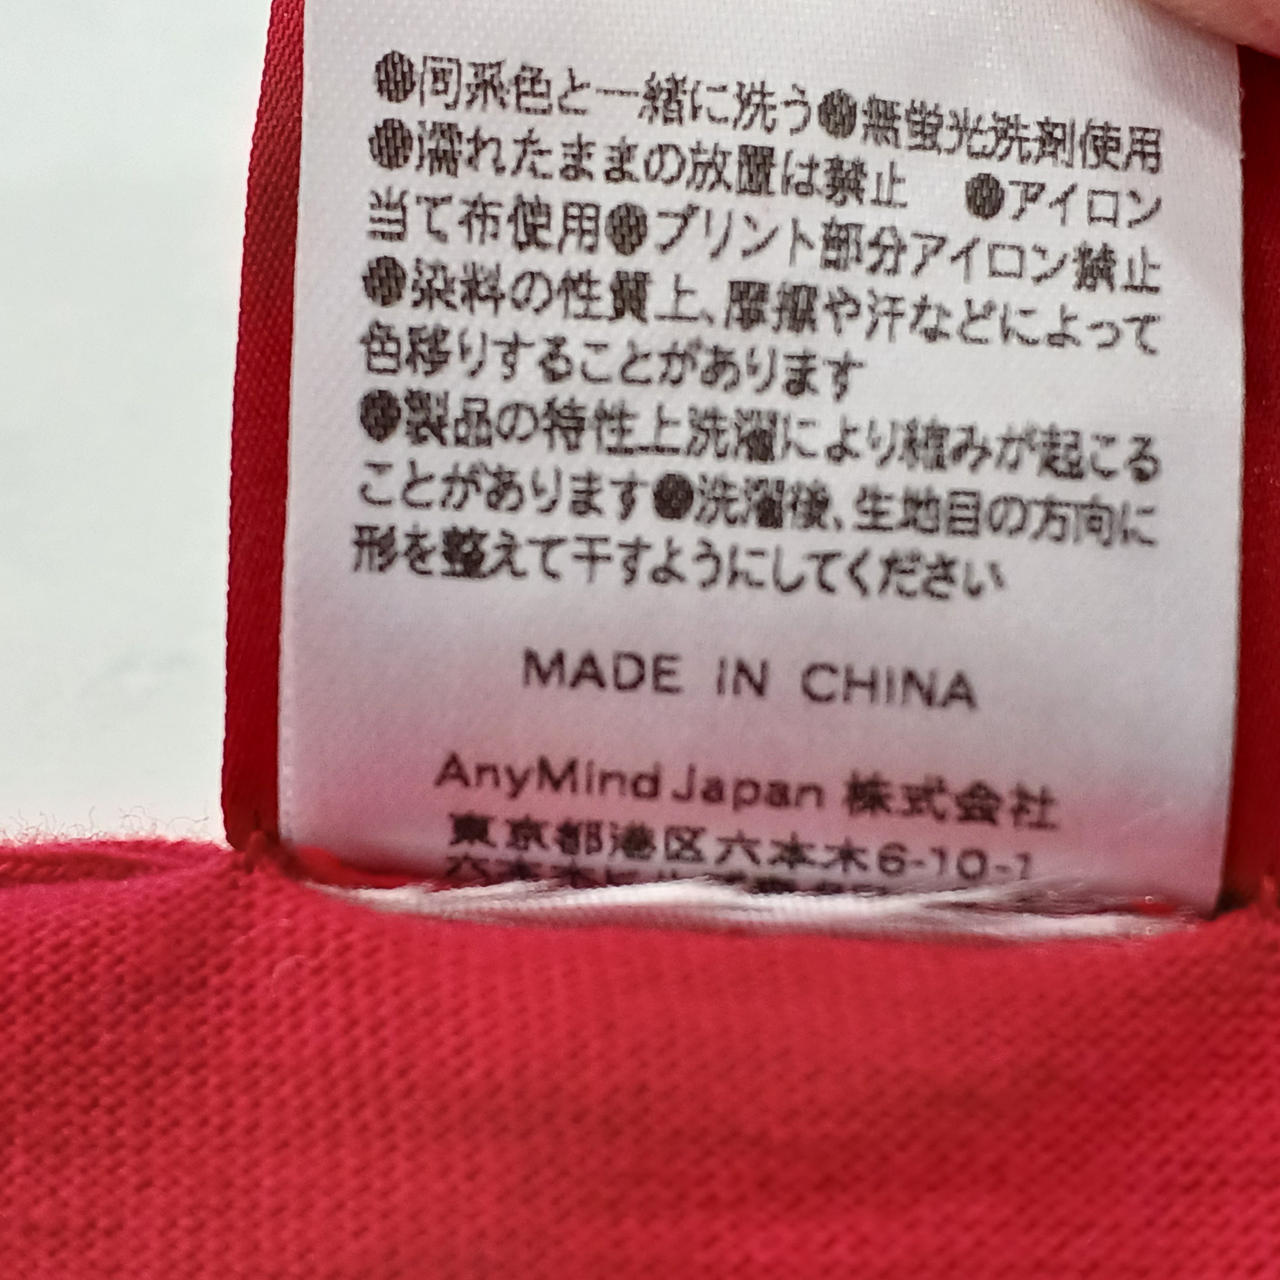 ●同系色と一緒に洗う●無蛍光洗剤使用
●濡れたままの放置は禁止　●アイロン
当て布使用●プリント部分アイロン禁止
●染料の性質上、摩擦や汗などによって
色移りすることがあります
●製品の特性上洗濯により縮みが起こる
ことがあります●洗濯後、生地目の方向に
形を整えて干すようにしてください
MADE IN CHINA
AnyMind Japan 株式会社
東京都港区六本木6-10-1
六本木ヒルズ